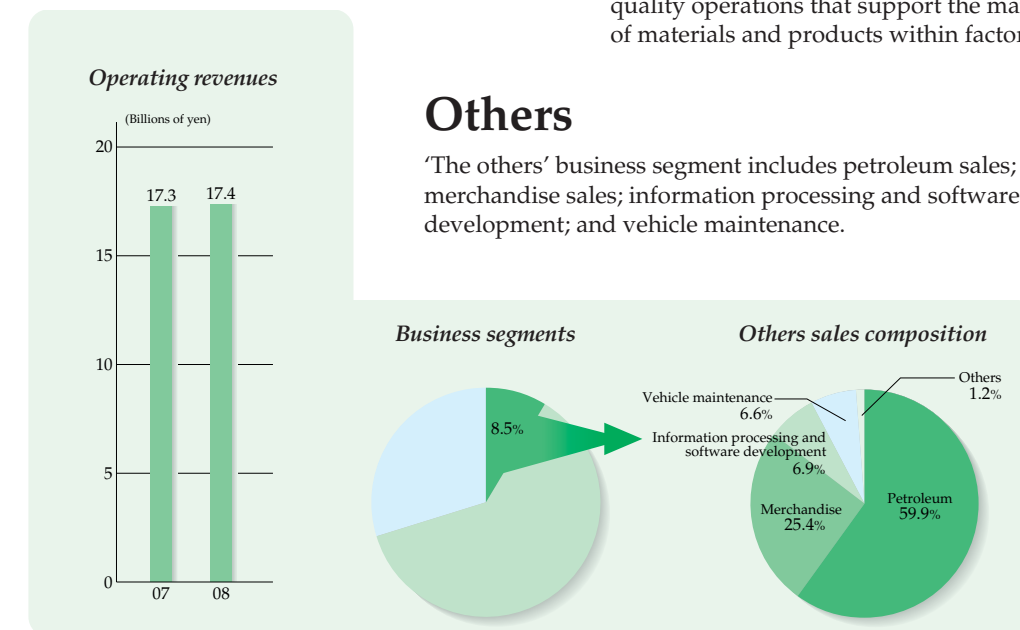 quality operations that support the ma
of materials and products within factor
Operating revenues
(Billions of yen)
20
15
10
5
0
17.3
17.4
07
08
Others
‘The others’ business segment includes petroleum sales;
merchandise sales; information processing and software
development; and vehicle maintenance.
Business segments
8.5%
Others sales composition
Others
1.2%
Vehicle maintenance
6.6%
Information processing and
software development
6.9%
Merchandise
25.4%
Petroleum
59.9%